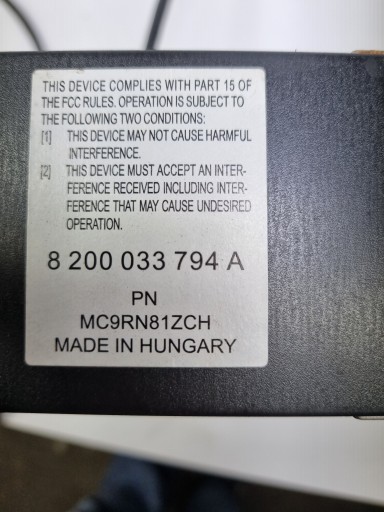 THIS DEVICE COMPLIES WITH PART 15 OF
THE FCC RULES. OPERATION IS SUBJECT TO
THE FOLLOWING TWO CONDITIONS:
[1] THIS DEVICE MAY NOT CAUSE HARMFUL
INTERFERENCE.
[2] THIS DEVICE MUST ACCEPT AN INTER-
FERENCE RECEIVED INCLUDING INTER-
FERENCE THAT MAY CAUSE UNDESIRED
OPERATION.
8 200 033 794 A
PN
MC9RN81ZCH
MADE IN HUNGARY